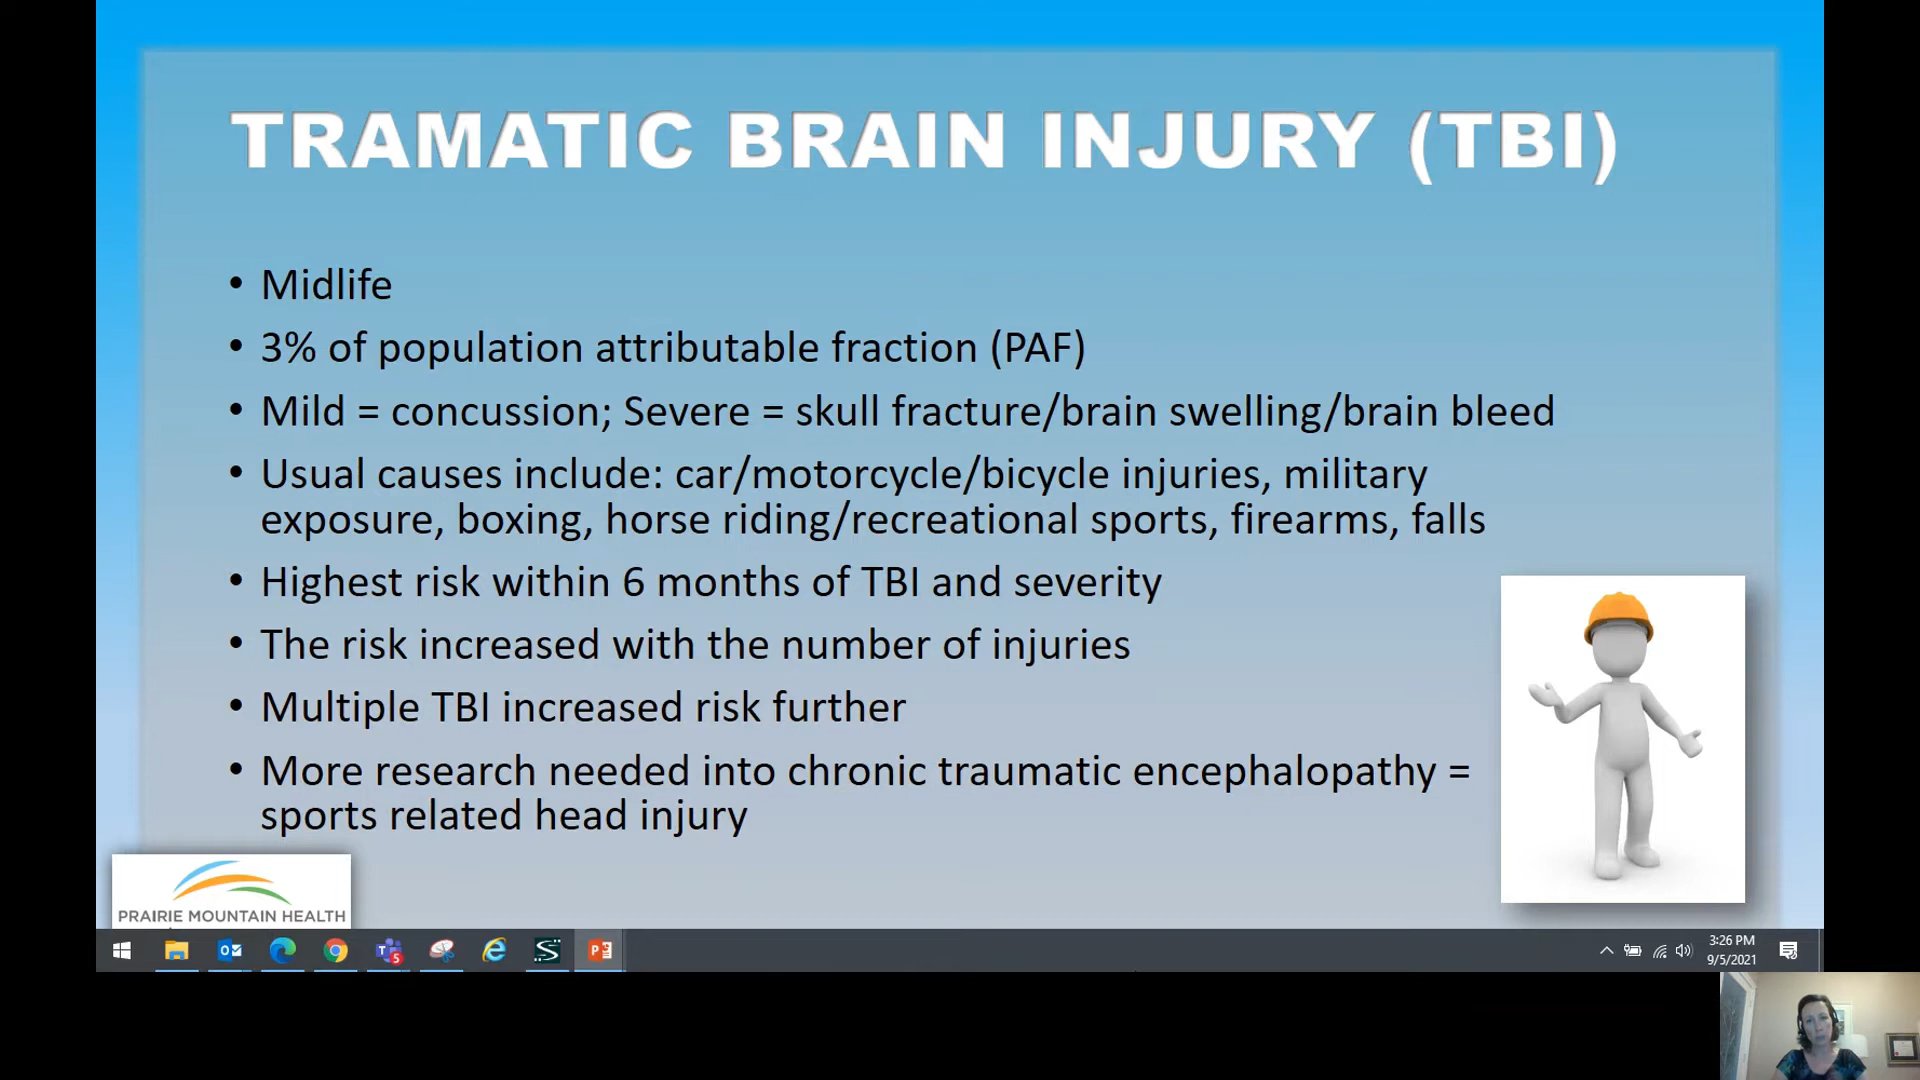 TRAMATIC BRAIN INJURY (TBI)
• Midlife
• 3% of population attributable fraction (PAF)
• Mild = concussion; Severe = skull fracture/brain swelling/brain bleed
• Usual causes include: car/motorcycle/bicycle injuries, military
exposure, boxing, horse riding/recreational sports, firearms, falls
• Highest risk within 6 months of TBI and severity
• The risk increased with the number of injuries
• Multiple TBI increased risk further
• More research needed into chronic traumatic encephalopathy =
sports related head injury
PRAIRIE MOUNTAIN HEALTH
3:26 PM
9/5/2021